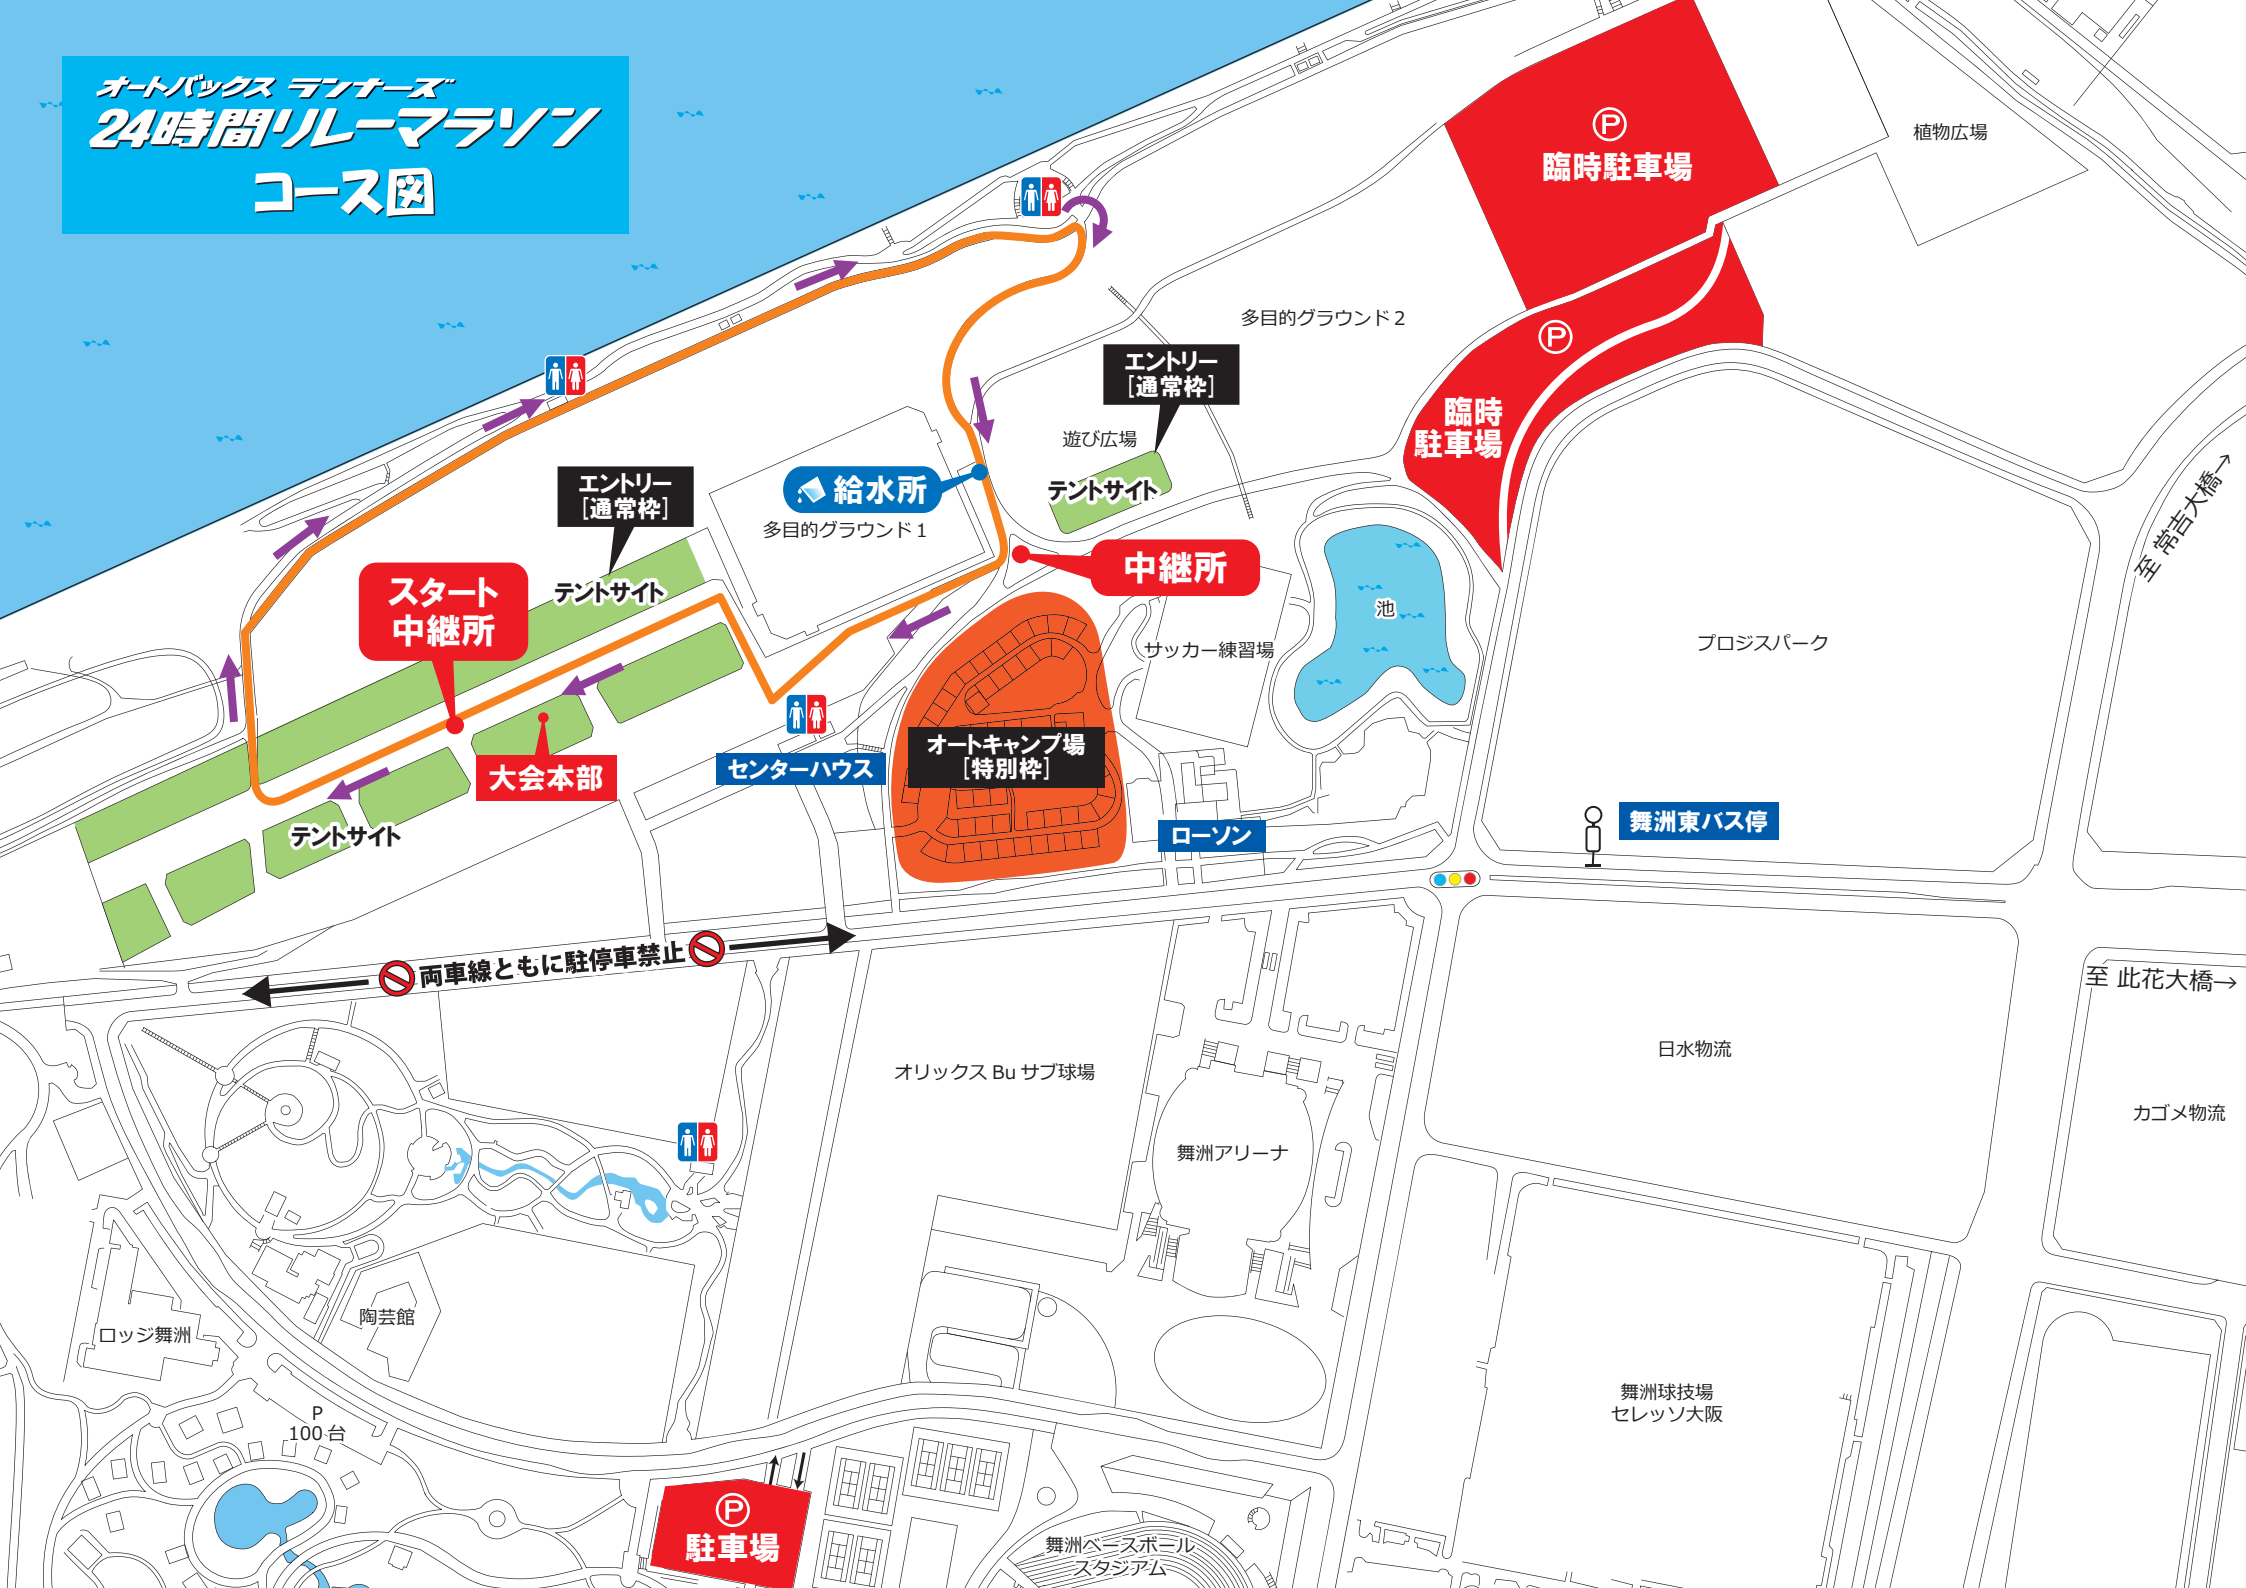 オートバックス ランナーズ
24時間リレーマラソン
コース図
P
臨時駐車場
植物広場
多目的グラウンド2
P
臨時
駐車場
エントリー
[通常枠]
遊び広場
テントサイト
エントリー
[通常枠]
給水所
多目的グラウンド1
テントサイト
中継所
スタート
中継所
池
サッカー練習場
プロジスパーク
至 常吉大橋→
大会本部
センターハウス
オートキャンプ場
[特別枠]
テントサイト
ローソン
舞洲東バス停
両車線ともに駐停車禁止
至 此花大橋→
オリックス Bu サブ球場
日水物流
カゴメ物流
舞洲アリーナ
陶芸館
ロッジ舞洲
P
100 台
舞洲球技場
セレッソ大阪
P
駐車場
舞洲ベースボール
スタジアム